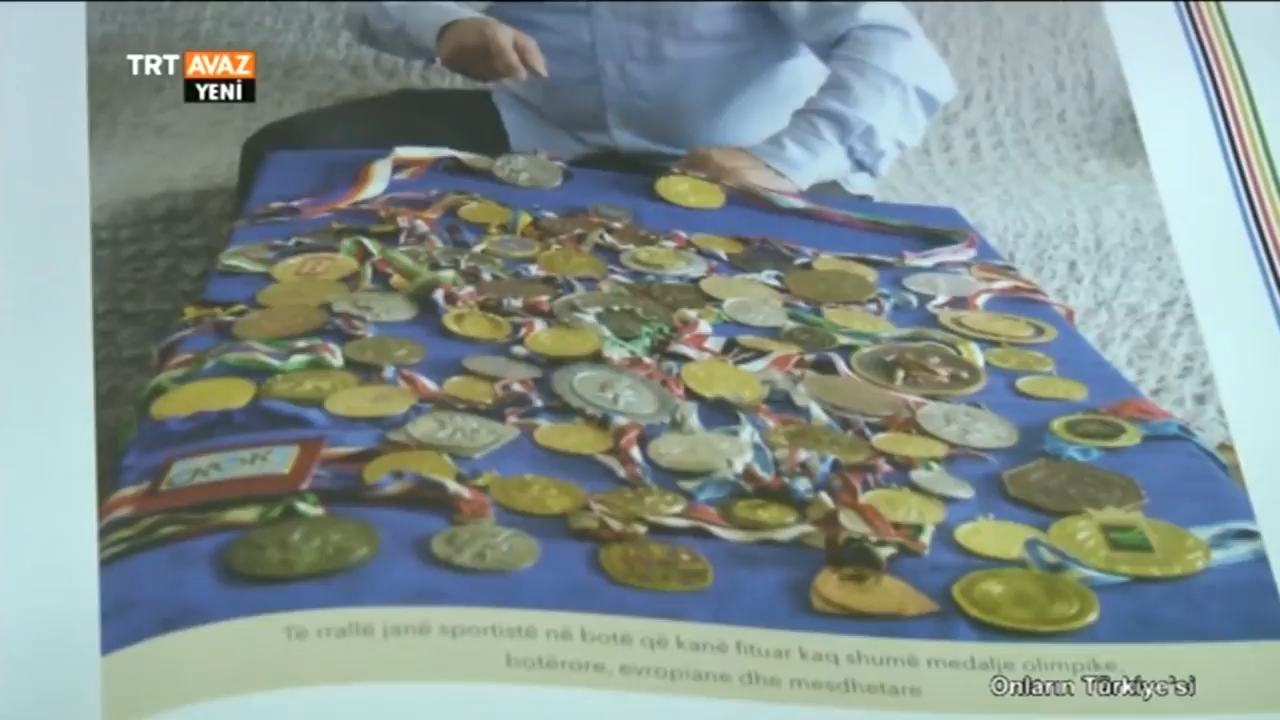 TRT AVAZ
YENİ
Të rrallë janë sportistë në botë që kanë fituar kaq shumë medalje olimpike,
botërore, evropiane dhe mesdhetare
Onların Türkiye'si